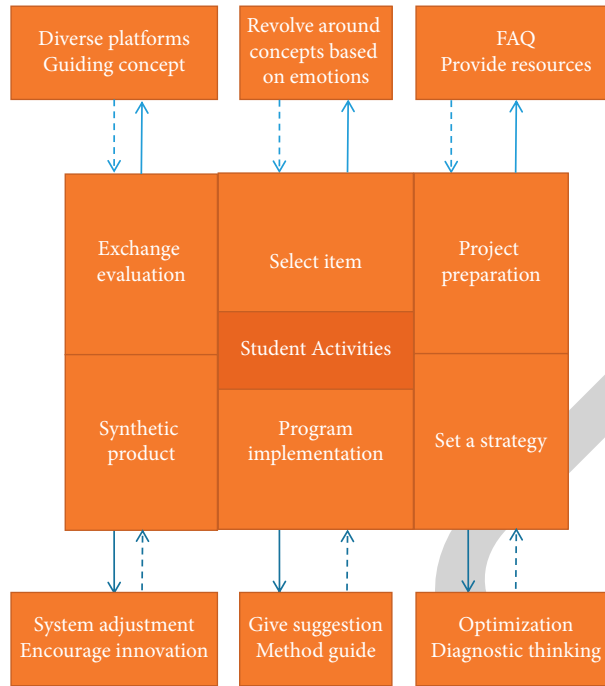 Diverse platforms
Guiding concept
Revolve around
concepts based
on emotions
FAQ
Provide resources
Exchange
evaluation
Select item
Project
preparation
Student Activities
Synthetic
product
Program
implementation
Set a strategy
System adjustment
Encourage innovation
Give suggestion
Method guide
Optimization
Diagnostic thinking